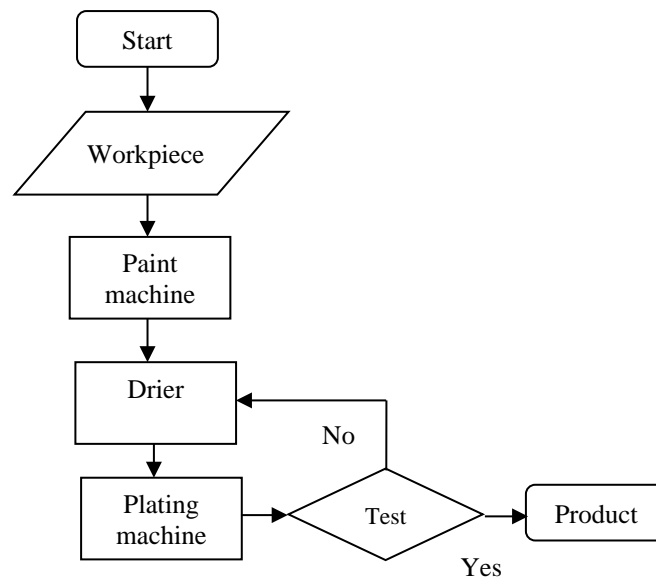 Start
Workpiece
Paint
machine
Drier
No
Plating
machine
Test
Product
Yes